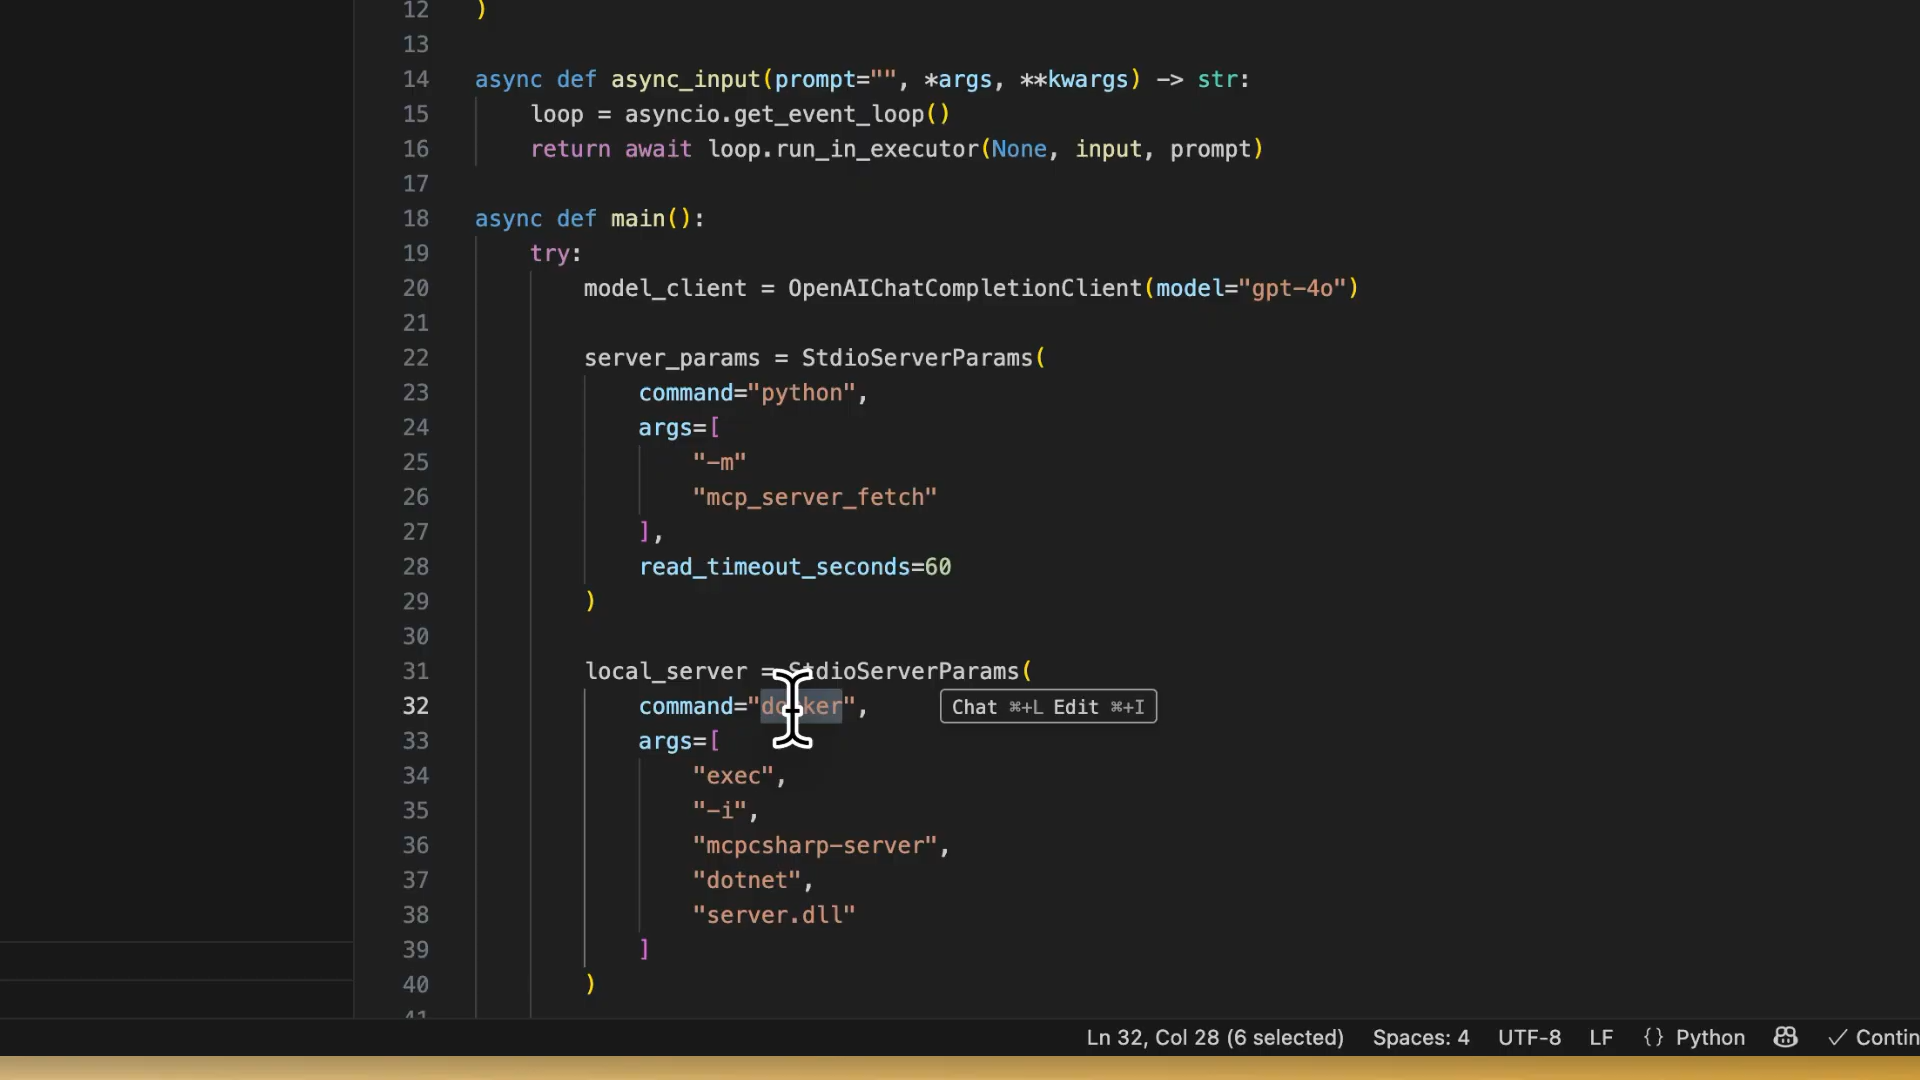 12 )
13
14 async def async_input(prompt="", *args, **kwargs) -> str:
15 loop = asyncio.get_event_loop()
16 return await loop.run_in_executor(None, input, prompt)
17
18 async def main():
19 try:
20 model_client = OpenAIChatCompletionClient(model="gpt-4o")
21
22 server_params = StdioServerParams(
23 command="python",
24 args=[
25 "-m"
26 "mcp_server_fetch"
27 ],
28 read_timeout_seconds=60
29 )
30
31 local_server = StdioServerParams(
32 command="docker", Chat ⌘+L Edit ⌘+I
33 args=[
34 "exec",
35 "-i",
36 "mcpcsharp-server",
37 "dotnet",
38 "server.dll"
39 ]
40 )
41
Ln 32, Col 28 (6 selected) Spaces: 4 UTF-8 LF {} Python ✓ Contin